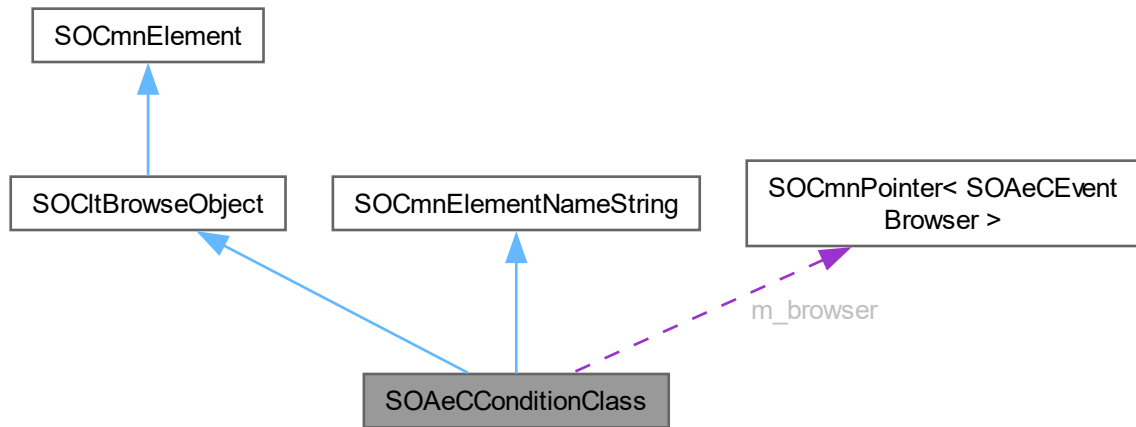 SOCmnElement
SOCltBrowseObject
SOCmnElementNameString
SOCmnPointer< SOAeCEvent
Browser >
m_browser
SOAeCConditionClass